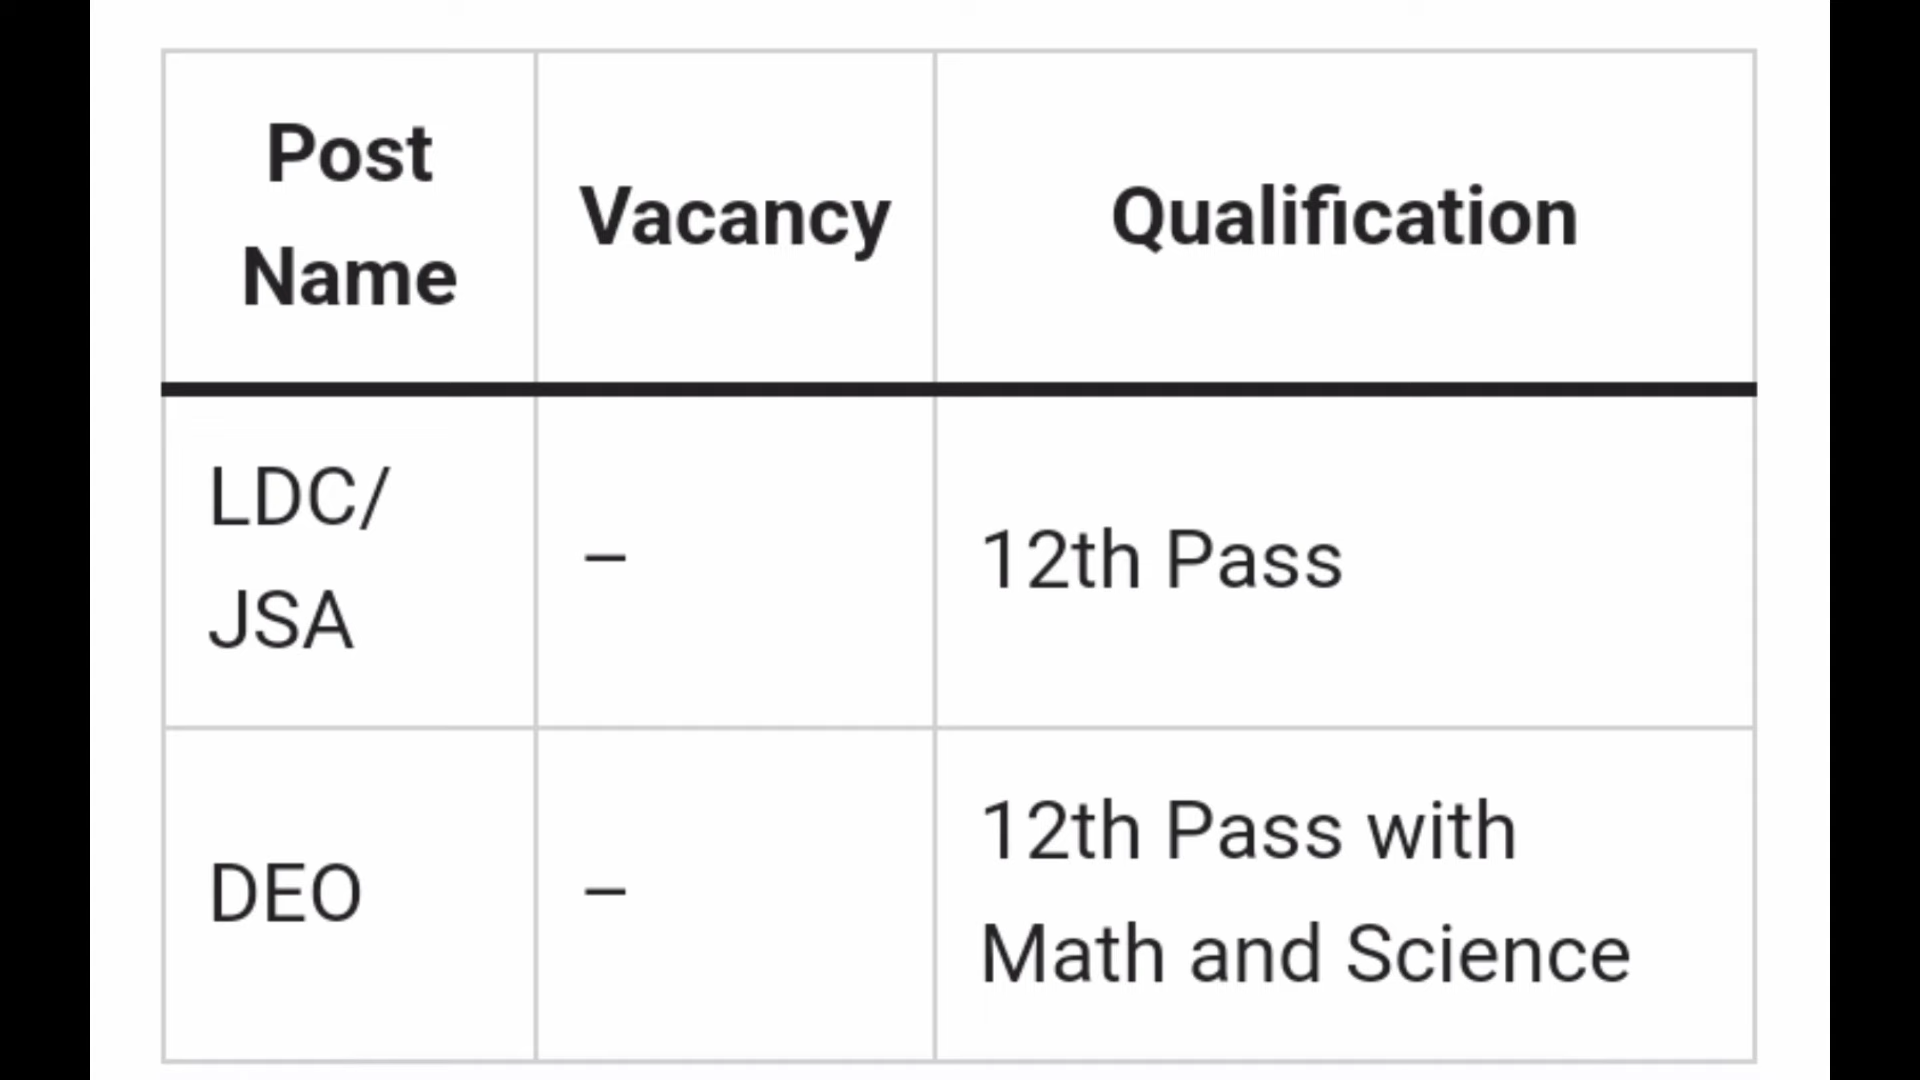 Post
Name
Vacancy
Qualification
LDC/
JSA
–
12th Pass
DEO
–
12th Pass with
Math and Science